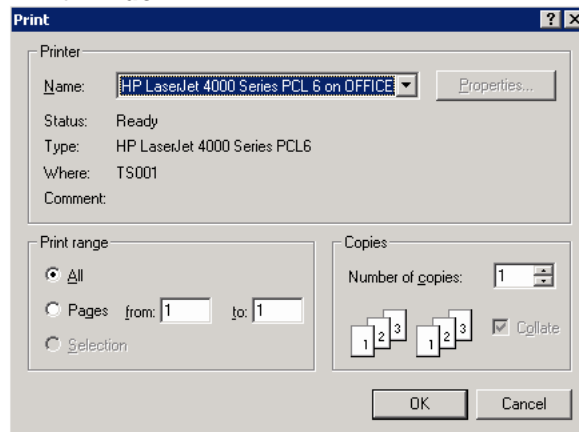 Print
Printer
Name: HP LaserJet 4000 Series PCL 6 on OFFICE Properties...
Status: Ready
Type: HP LaserJet 4000 Series PCL6
Where: TS001
Comment:
Print range
All
Pages from: 1 to: 1
Selection
Copies
Number of copies: 1
1 2 3 1 2 3 Collate
OK Cancel